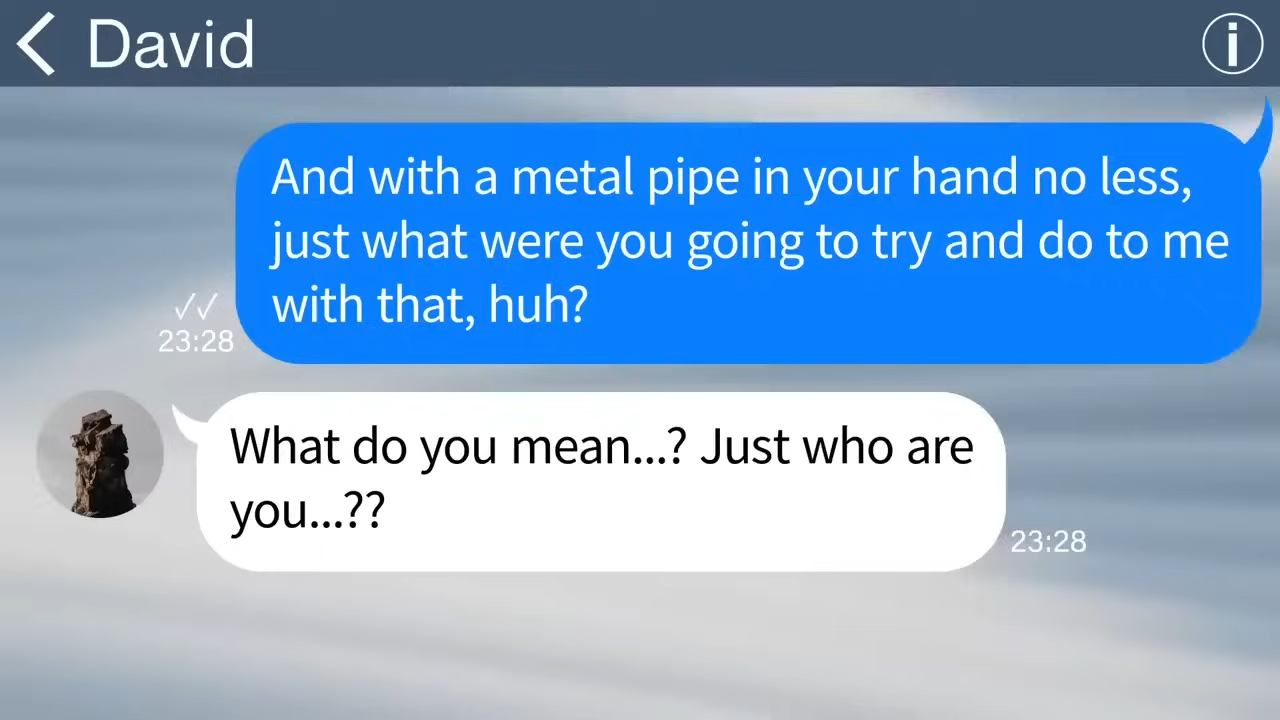 David
And with a metal pipe in your hand no less,
just what were you going to try and do to me
with that, huh?
23:28
What do you mean...? Just who are
you...??
23:28